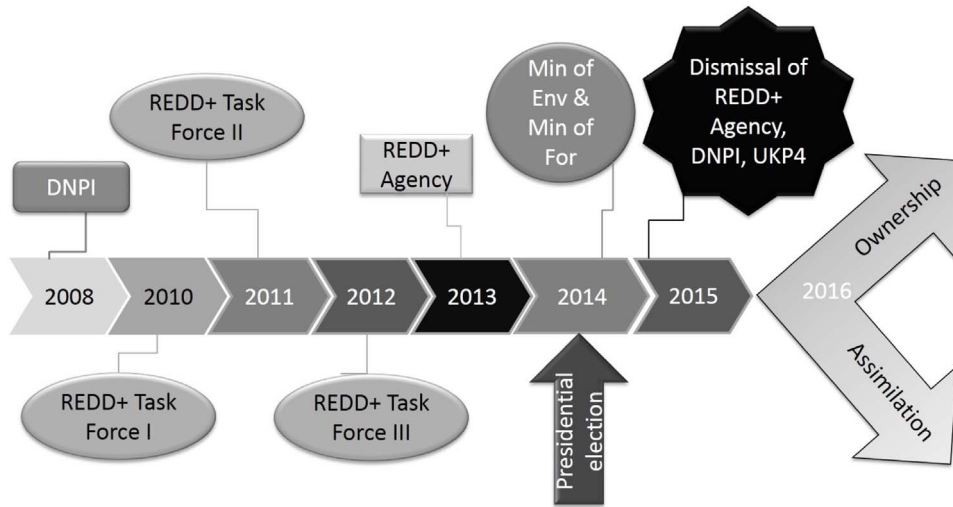 DNPI
REDD+ Task
Force II
REDD+
Agency
Min of
Env &
Min of
For
Dismissal of
REDD+
Agency,
DNPI, UKP4
2008
2010
2011
2012
2013
2014
2015
2016
Ownership
Assimilation
REDD+ Task
Force I
REDD+ Task
Force III
Presidential
election